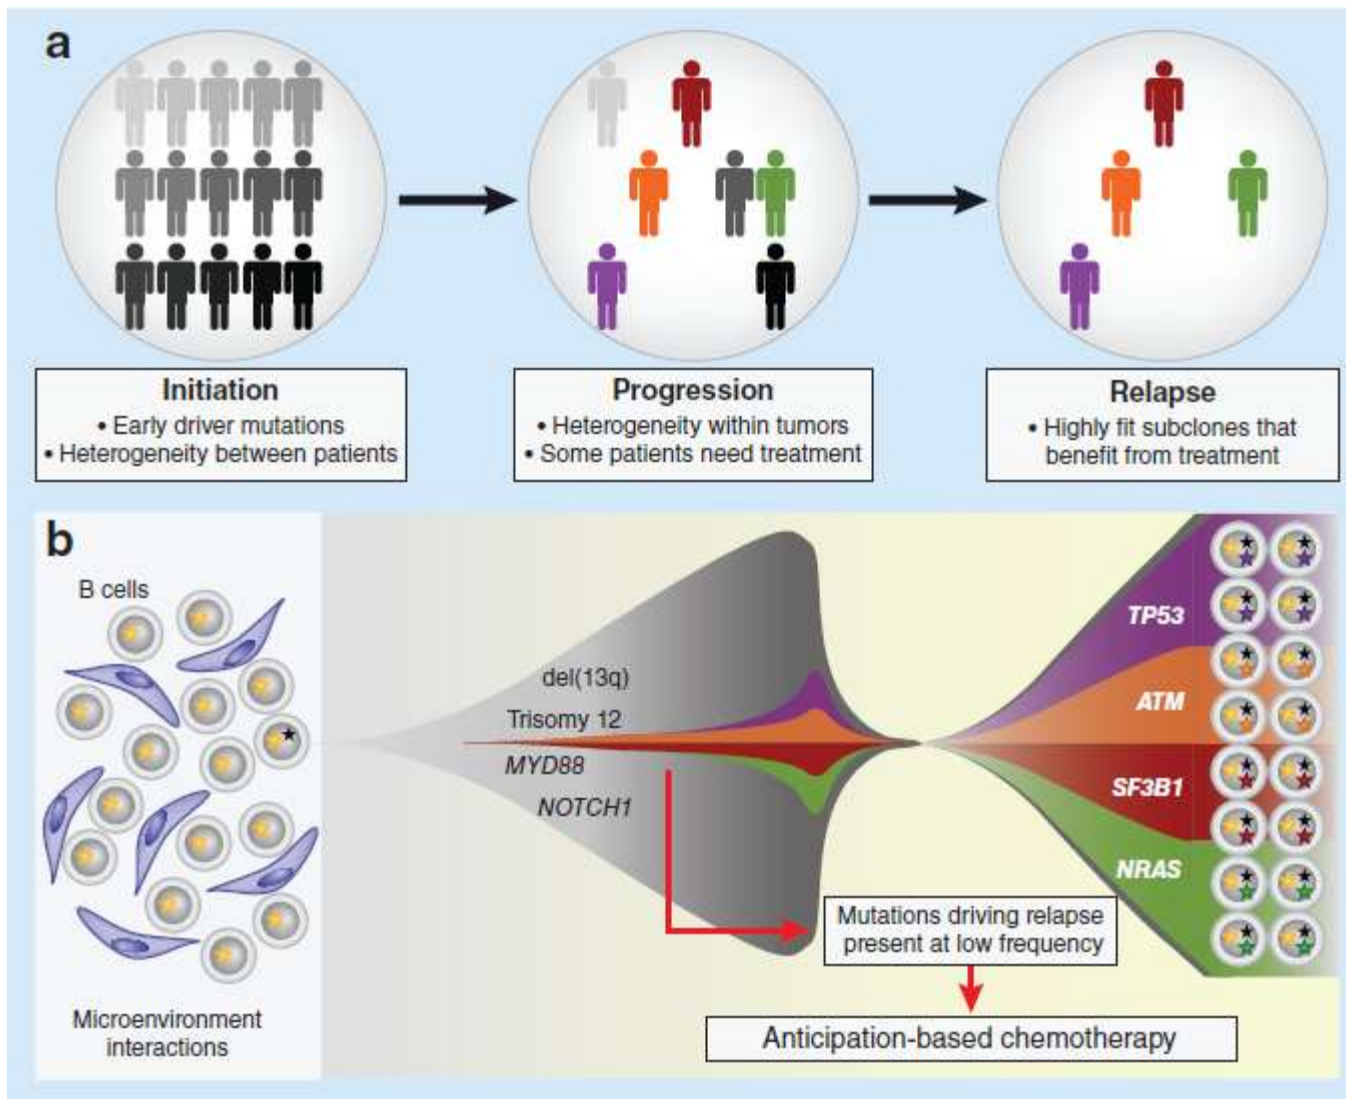 a
Initiation
• Early driver mutations
• Heterogeneity between patients
Progression
• Heterogeneity within tumors
• Some patients need treatment
Relapse
• Highly fit subclones that
benefit from treatment
b
B cells
Microenvironment
interactions
del(13q)
Trisomy 12
MYD88
NOTCH1
TP53
ATM
SF3B1
NRAS
Mutations driving relapse
present at low frequency
Anticipation-based chemotherapy